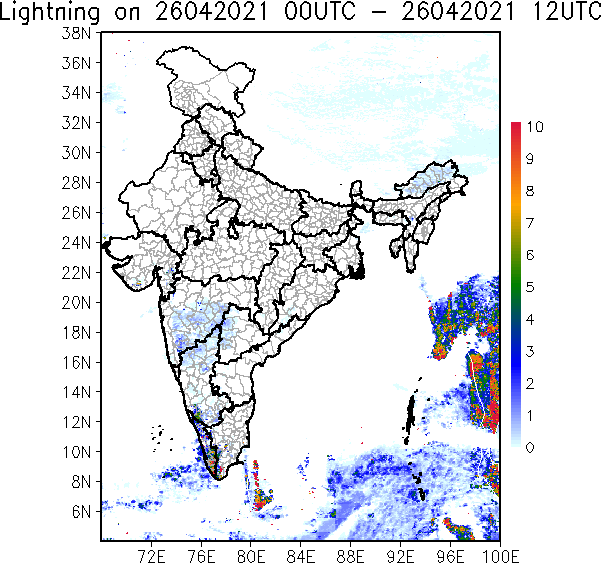 Lightning on 26042021 00UTC – 26042021 12UTC
38N
36N
34N
32N
30N
28N
26N
24N
22N
20N
18N
16N
14N
12N
10N
8N
6N
72E 76E 80E 84E 88E 92E 96E 100E
10
9
8
7
6
5
4
3
2
1
0